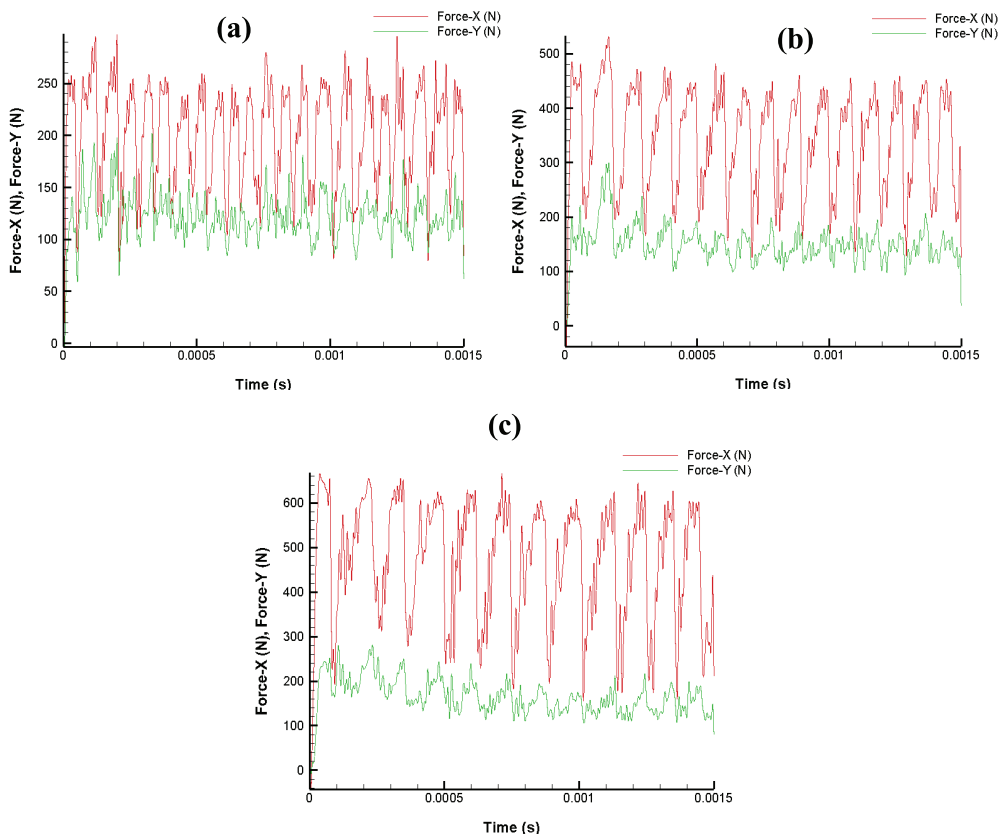 (a)
Force-X (N)
Force-Y (N)
Force-X (N), Force-Y (N)
250
200
150
100
50
0
0
0.0005
0.001
0.0015
Time (s)
(b)
Force-X (N)
Force-Y (N)
Force-X (N), Force-Y (N)
500
400
300
200
100
0
0
0.0005
0.001
0.0015
Time (s)
(c)
Force-X (N)
Force-Y (N)
Force-X (N), Force-Y (N)
600
500
400
300
200
100
0
0
0.0005
0.001
0.0015
Time (s)